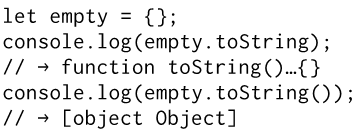 let empty = {};
console.log(empty.toString);
// → function toString()…{}
console.log(empty.toString());
// → [object Object]